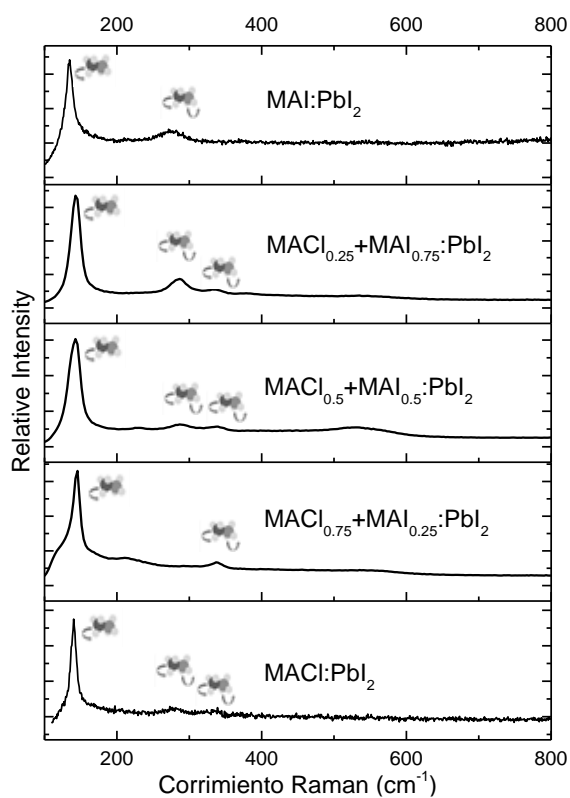 200 400 600 800
MAI:PbI₂
MACl₀.₂₅+MAI₀.₇₅:PbI₂
MACl₀.₅+MAI₀.₅:PbI₂
MACl₀.₇₅+MAI₀.₂₅:PbI₂
MACl:PbI₂
Relative Intensity
200 400 600 800
Corrimiento Raman (cm⁻¹)